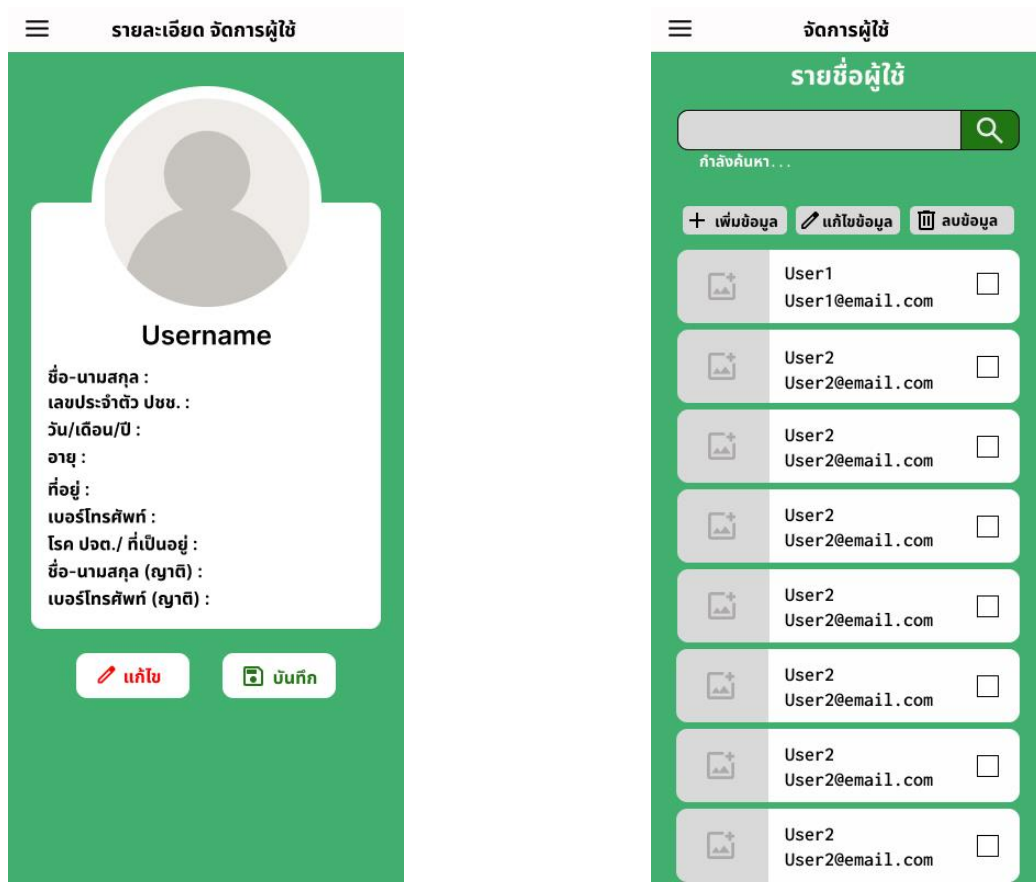 รายละเอียด จัดการผู้ใช้
Username
ชื่อ-นามสกุล :
เลขประจำตัว ปชช. :
วัน/เดือน/ปี :
อายุ :
ที่อยู่ :
เบอร์โทรศัพท์ :
โรค ปจต./ ที่เป็นอยู่ :
ชื่อ-นามสกุล (ญาติ) :
เบอร์โทรศัพท์ (ญาติ) :
แก้ไข บันทึก
จัดการผู้ใช้
รายชื่อผู้ใช้
กำลังค้นหา...
เพิ่มข้อมูล แก้ไขข้อมูล ลบข้อมูล
User1
User1@email.com
User2
User2@email.com
User2
User2@email.com
User2
User2@email.com
User2
User2@email.com
User2
User2@email.com
User2
User2@email.com
User2
User2@email.com